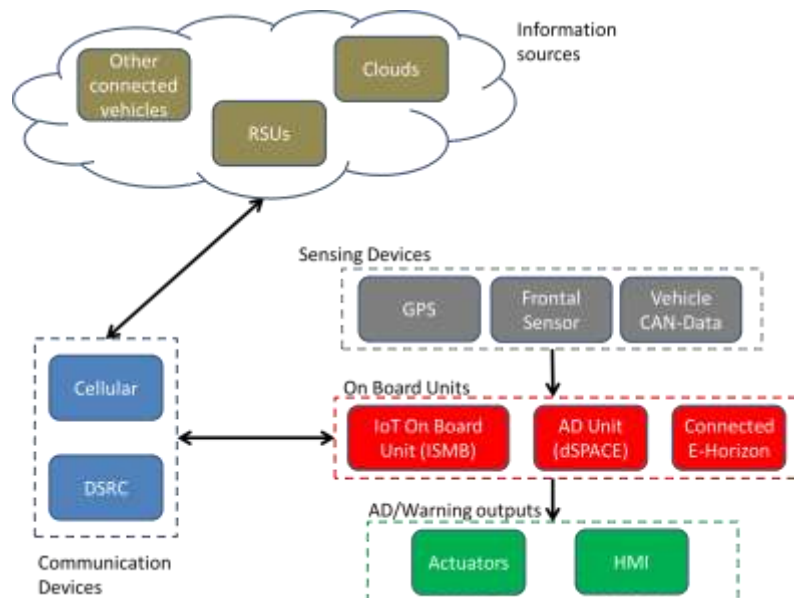 Information
sources
Other
connected
vehicles
Clouds
RSUs
Sensing Devices
GPS
Frontal
Sensor
Vehicle
CAN-Data
Cellular
DSRC
Communication
Devices
On Board Units
IoT On Board
Unit (ISMB)
AD Unit
(dSPACE)
Connected
E-Horizon
AD/Warning outputs
Actuators
HMI